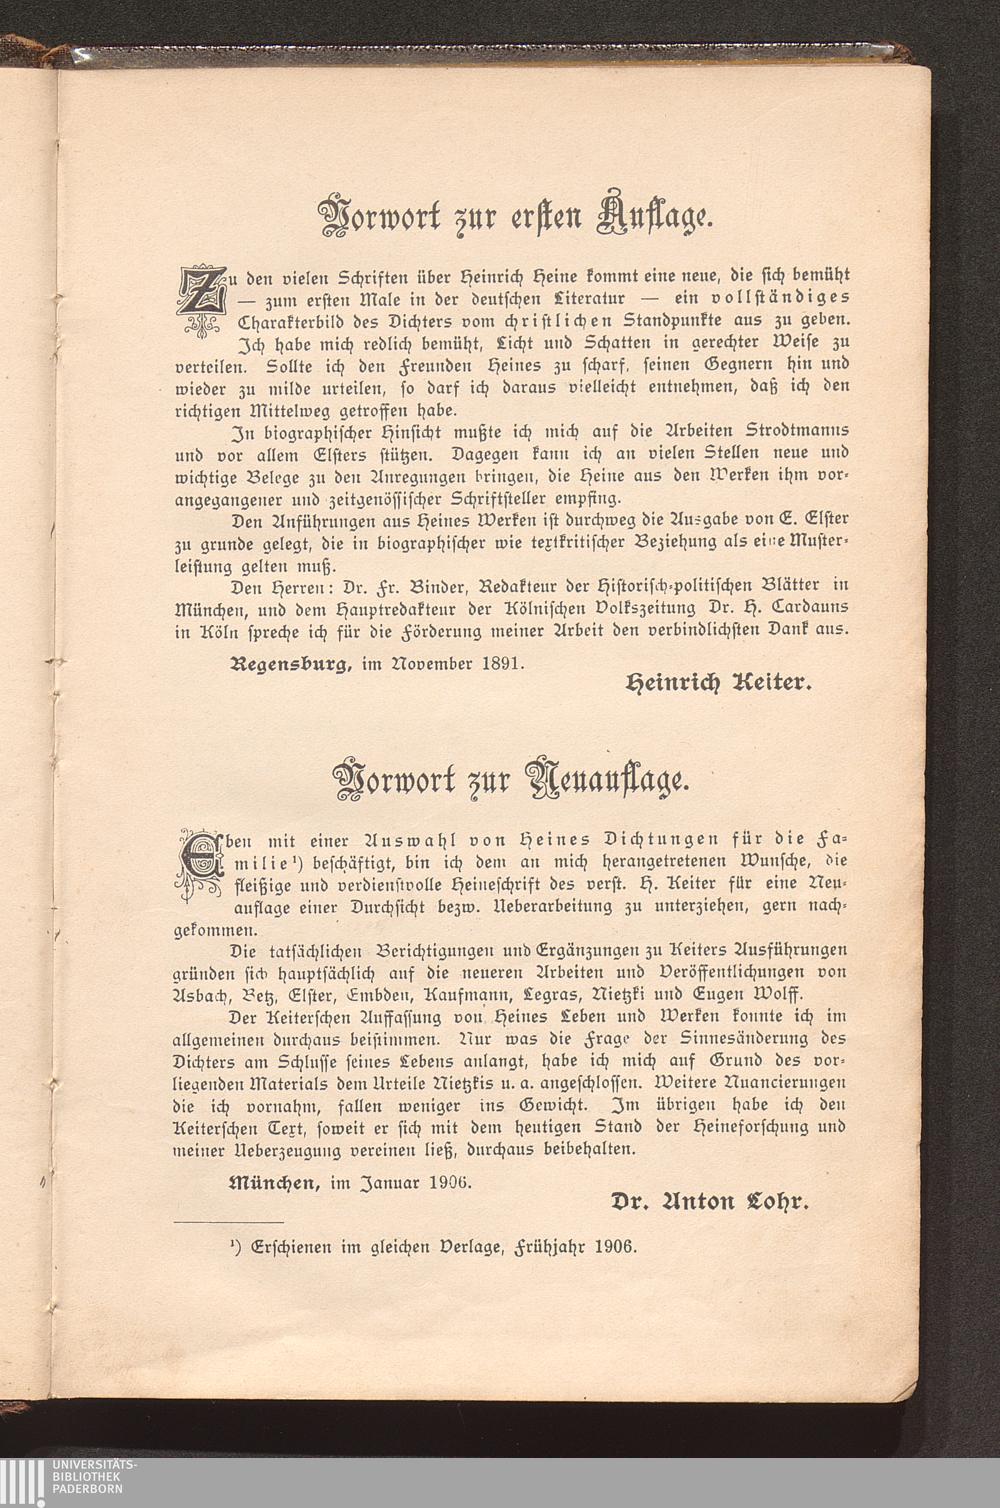 Vorwort zur ersten Auflage.
Zu den vielen Schriften über Heinrich Heine kommt eine neue, die sich bemüht
— zum ersten Male in der deutschen Literatur — ein vollständiges
Charakterbild des Dichters vom christlichen Standpunkte aus zu geben.
Ich habe mich redlich bemüht, Licht und Schatten in gerechter Weise zu
verteilen. Sollte ich den Freunden Heines zu scharf, seinen Gegnern hin und
wieder zu milde urteilen, so darf ich daraus vielleicht entnehmen, daß ich den
richtigen Mittelweg getroffen habe.
In biographischer Hinsicht mußte ich mich auf die Arbeiten Strodtmanns
und vor allem Elsters stützen. Dagegen kann ich an vielen Stellen neue und
wichtige Belege zu den Anregungen bringen, die Heine aus den Werken ihm vor-
angegangener und zeitgenössischer Schriftsteller empfing.
Den Anführungen aus Heines Werken ist durchweg die Ausgabe von E. Elster
zu grunde gelegt, die in biographischer wie textkritischer Beziehung als eine Muster-
leistung gelten muß.
Den Herren: Dr. Fr. Binder, Redakteur der Historisch-politischen Blätter in
München, und dem Hauptredakteur der Kölnischen Volkszeitung Dr. H. Cardauns
in Köln spreche ich für die Förderung meiner Arbeit den verbindlichsten Dank aus.
Regensburg, im November 1891.
Heinrich Keiter.
Vorwort zur Neuauflage.
Eben mit einer Auswahl von Heines Dichtungen für die Fa-
milie¹) beschäftigt, bin ich dem an mich herangetretenen Wunsche, die
fleißige und verdienstvolle Heineschrift des verst. H. Keiter für eine Neu-
auflage einer Durchsicht bezw. Ueberarbeitung zu unterziehen, gern nach-
gekommen.
Die tatsächlichen Berichtigungen und Ergänzungen zu Keiters Ausführungen
gründen sich hauptsächlich auf die neueren Arbeiten und Veröffentlichungen von
Asbach, Betz, Elster, Embden, Kaufmann, Legras, Nietzki und Eugen Wolff.
Der Keiterschen Auffassung von Heines Leben und Werken konnte ich im
allgemeinen durchaus beistimmen. Nur was die Frage der Sinnesänderung des
Dichters am Schlusse seines Lebens anlangt, habe ich mich auf Grund des vor-
liegenden Materials dem Urteile Nietzkis u. a. angeschlossen. Weitere Nuancierungen
die ich vornahm, fallen weniger ins Gewicht. Im übrigen habe ich den
Keiterschen Text, soweit er sich mit dem heutigen Stand der Heineforschung und
meiner Ueberzeugung vereinen ließ, durchaus beibehalten.
München, im Januar 1906.
Dr. Anton Lohr.
¹) Erschienen im gleichen Verlage, Frühjahr 1906.
UNIVERSITÄTS-
BIBLIOTHEK
PADERBORN